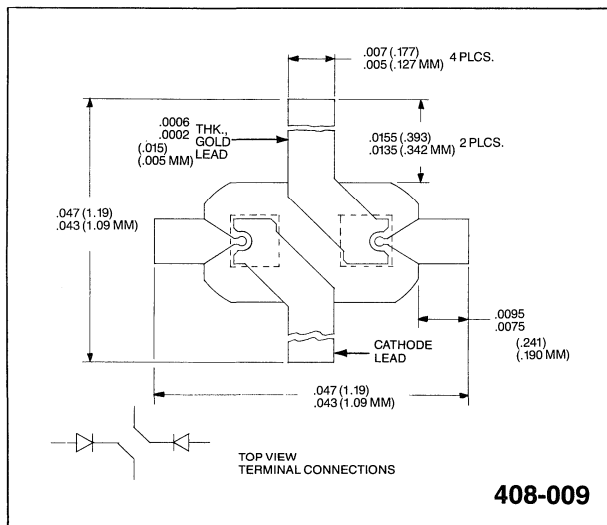 .007 (.177)
.005 (.127 MM) 4 PLCS.
.0006
.0002
(.015)
(.005 MM)
THK.,
GOLD
LEAD
.0155 (.393)
.0135 (.342 MM) 2 PLCS.
.047 (1.19)
.043 (1.09 MM)
.0095
.0075
(.241)
(.190 MM)
CATHODE
LEAD
.047 (1.19)
.043 (1.09 MM)
TOP VIEW
TERMINAL CONNECTIONS
408-009